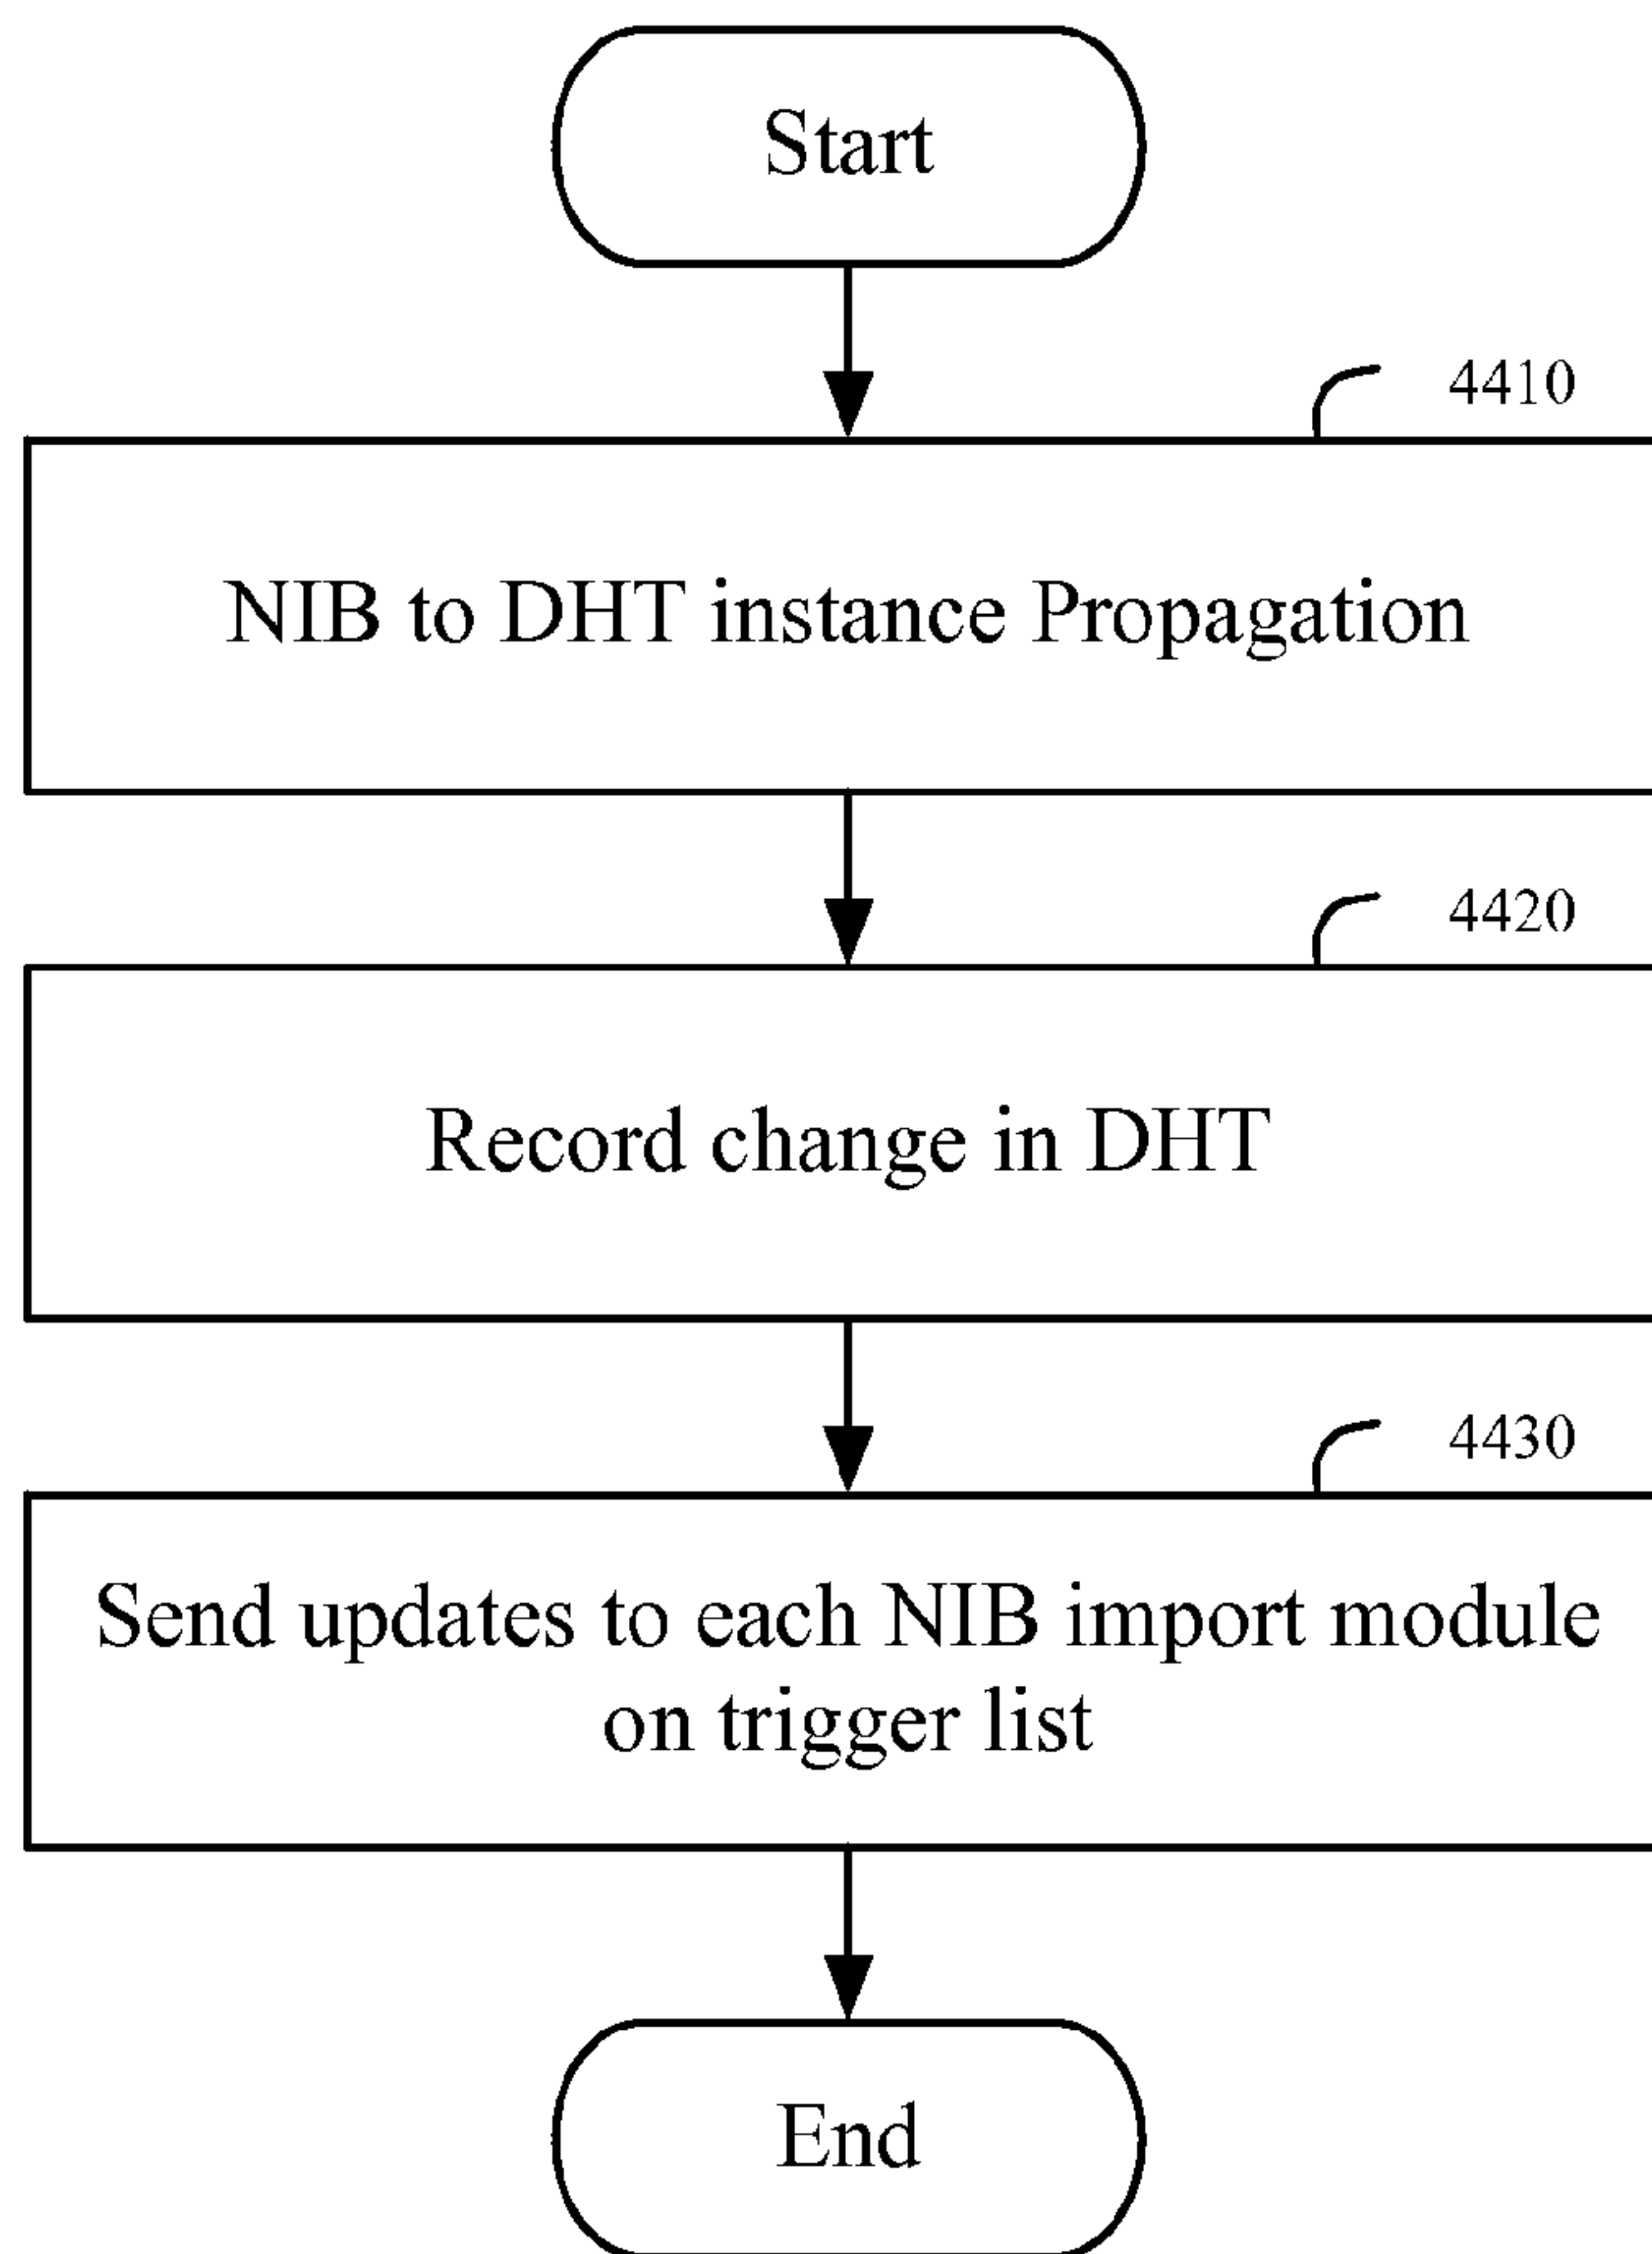 Start
4410
NIB to DHT instance Propagation
4420
Record change in DHT
4430
Send updates to each NIB import module
on trigger list
End